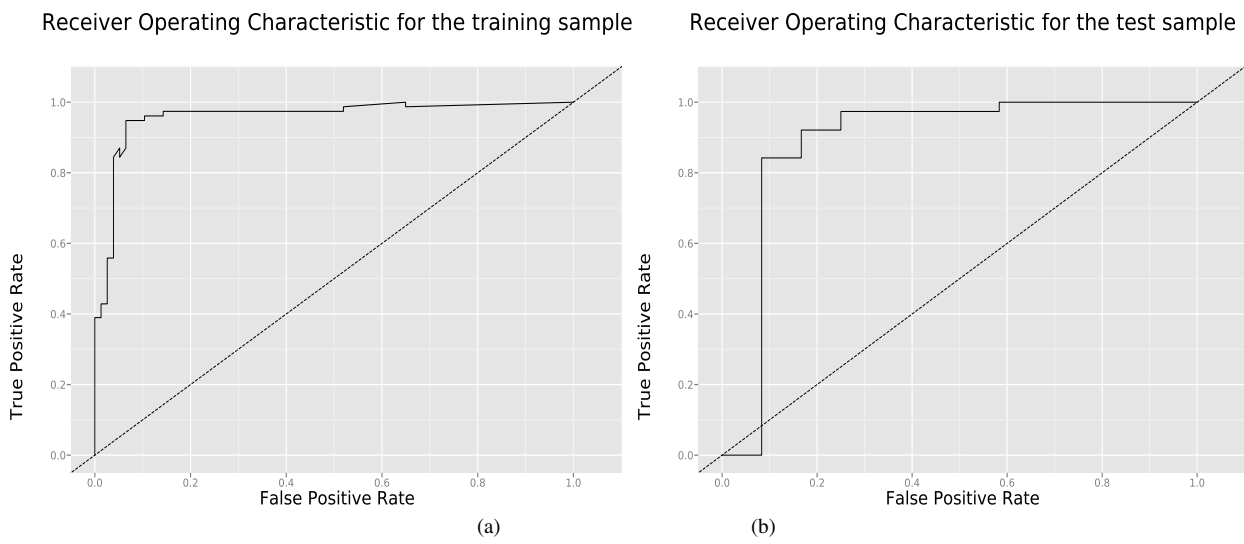 Receiver Operating Characteristic for the training sample
1.0
0.8
0.6
0.4
0.2
0.0
True Positive Rate
0.0 0.2 0.4 0.6 0.8 1.0
False Positive Rate
(a)
Receiver Operating Characteristic for the test sample
1.0
0.8
0.6
0.4
0.2
0.0
True Positive Rate
0.0 0.2 0.4 0.6 0.8 1.0
False Positive Rate
(b)